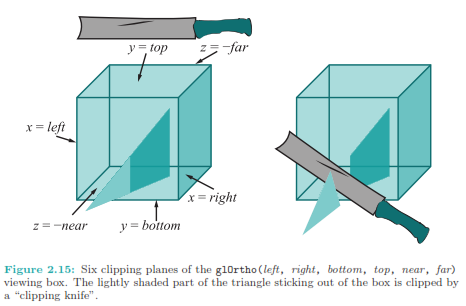 y = top
z = −far
x = left
x = right
z = −near
y = bottom
Figure 2.15: Six clipping planes of the glOrtho(left, right, bottom, top, near, far)
viewing box. The lightly shaded part of the triangle sticking out of the box is clipped by
a “clipping knife”.